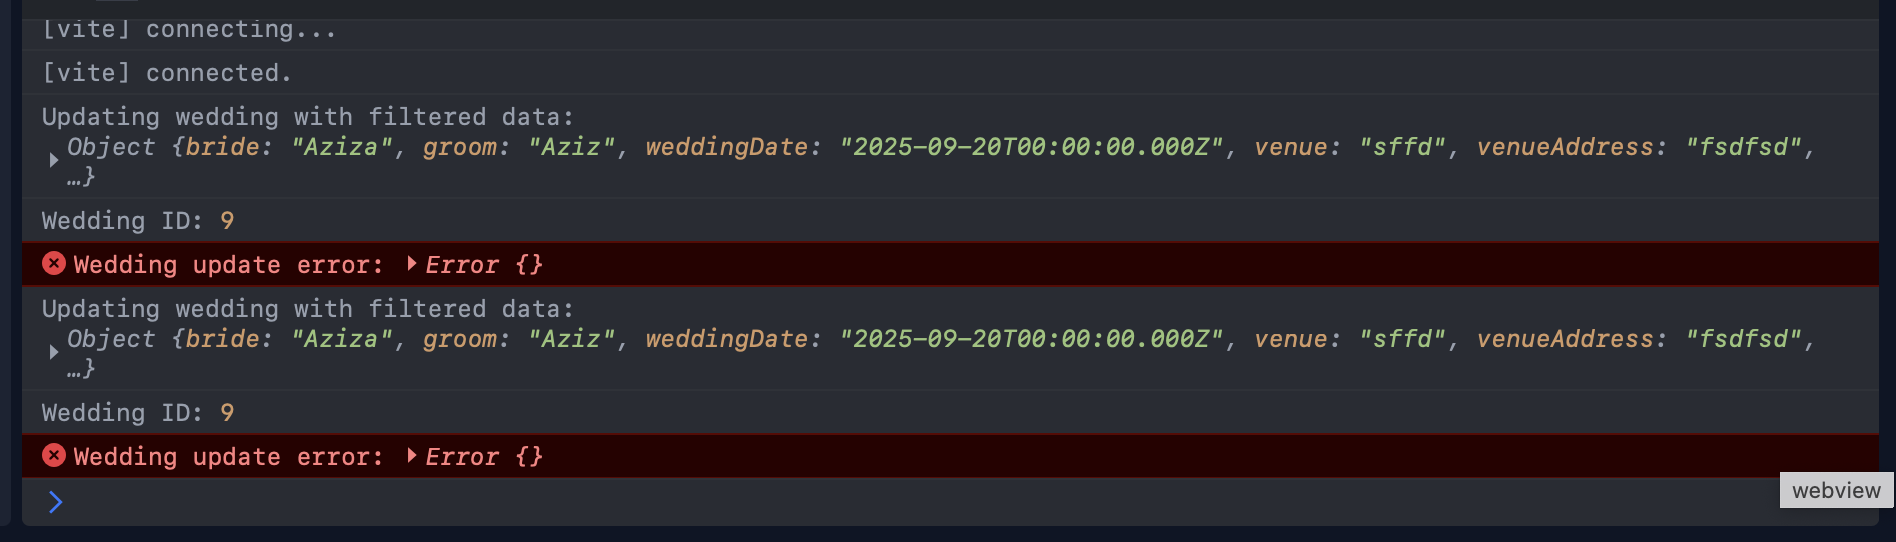 [vite] connecting...
[vite] connected.
Updating wedding with filtered data:
Object {bride: "Aziza", groom: "Aziz", weddingDate: "2025-09-20T00:00:00.000Z", venue: "sffd", venueAddress: "fsdfsd",
…}
Wedding ID: 9
Wedding update error: Error {}
Updating wedding with filtered data:
Object {bride: "Aziza", groom: "Aziz", weddingDate: "2025-09-20T00:00:00.000Z", venue: "sffd", venueAddress: "fsdfsd",
…}
Wedding ID: 9
Wedding update error: Error {}
webview